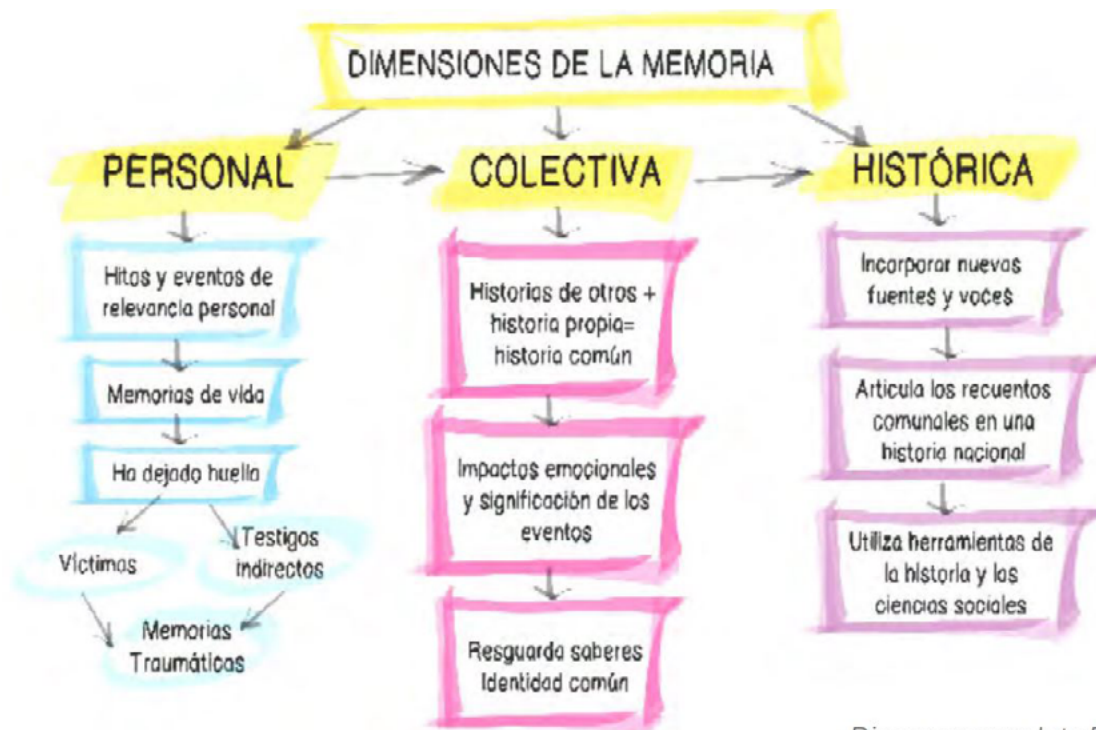 DIMENSIONES DE LA MEMORIA
PERSONAL
Hitos y eventos de
relevancia personal
Memorias de vida
Ha dejado huella
Víctimas
Testigos
indirectos
Memorias
Traumáticas
COLECTIVA
Historias de otros +
historia propia=
historia común
Impactos emocionales
y significación de los
eventos
Resguarda saberes
Identidad común
HISTÓRICA
Incorporar nuevas
fuentes y voces
Articula los recuentos
comunales en una
historia nacional
Utiliza herramientas de
la historia y las
ciencias sociales